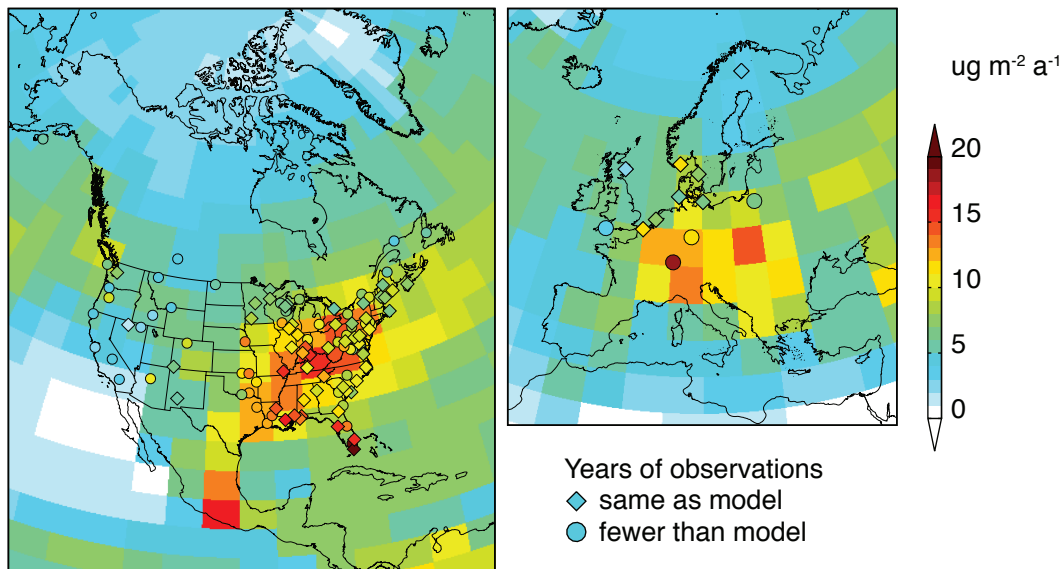 ug m-2 a-1
20
15
10
5
0
Years of observations
same as model
fewer than model